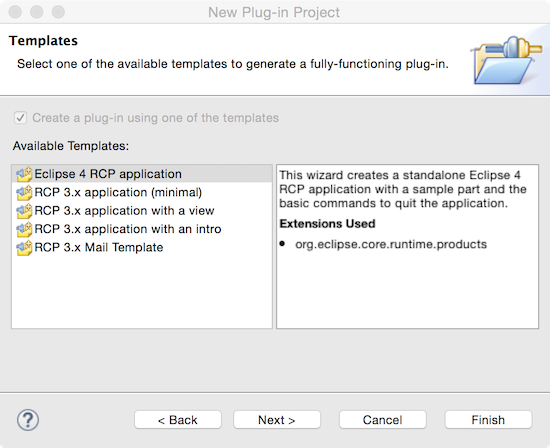 New Plug-in Project
Templates
Select one of the available templates to generate a fully-functioning plug-in.
Create a plug-in using one of the templates
Available Templates:
Eclipse 4 RCP application
RCP 3.x application (minimal)
RCP 3.x application with a view
RCP 3.x application with an intro
RCP 3.x Mail Template
This wizard creates a standalone Eclipse 4
RCP application with a sample part and the
basic commands to quit the application.
Extensions Used
• org.eclipse.core.runtime.products
?
< Back
Next >
Cancel
Finish